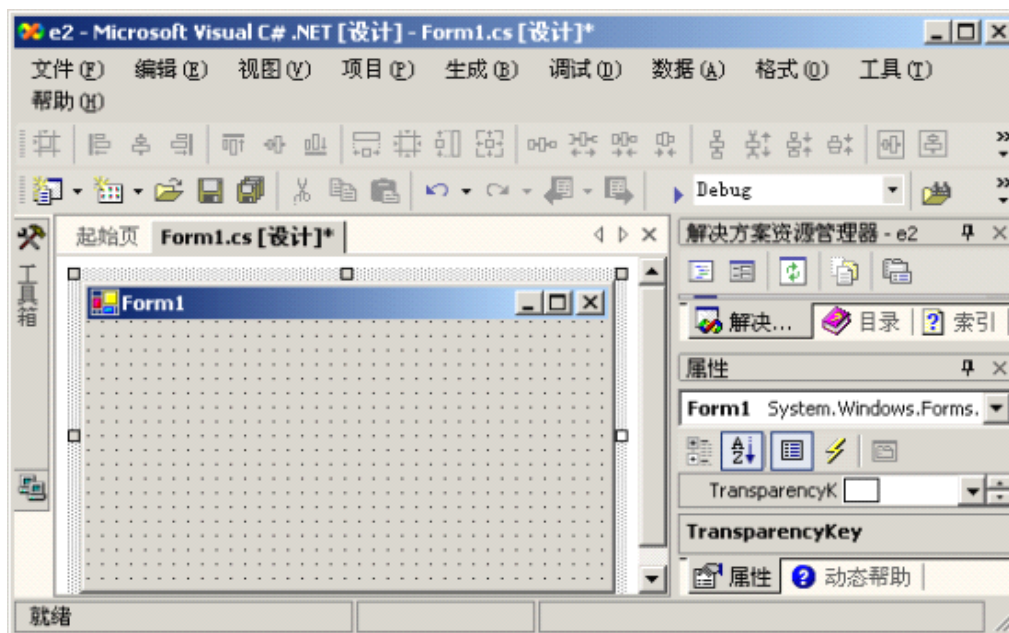 e2 - Microsoft Visual C# .NET [设计] - Form1.cs [设计]*
文件(F) 编辑(E) 视图(V) 项目(P) 生成(B) 调试(D) 数据(A) 格式(O) 工具(T)
帮助(H)
Debug
起始页 Form1.cs [设计]*
解决方案资源管理器 - e2
工具箱
Form1
解决... 目录 索引
属性
Form1 System.Windows.Forms.
TransparencyK
TransparencyKey
属性 动态帮助
就绪